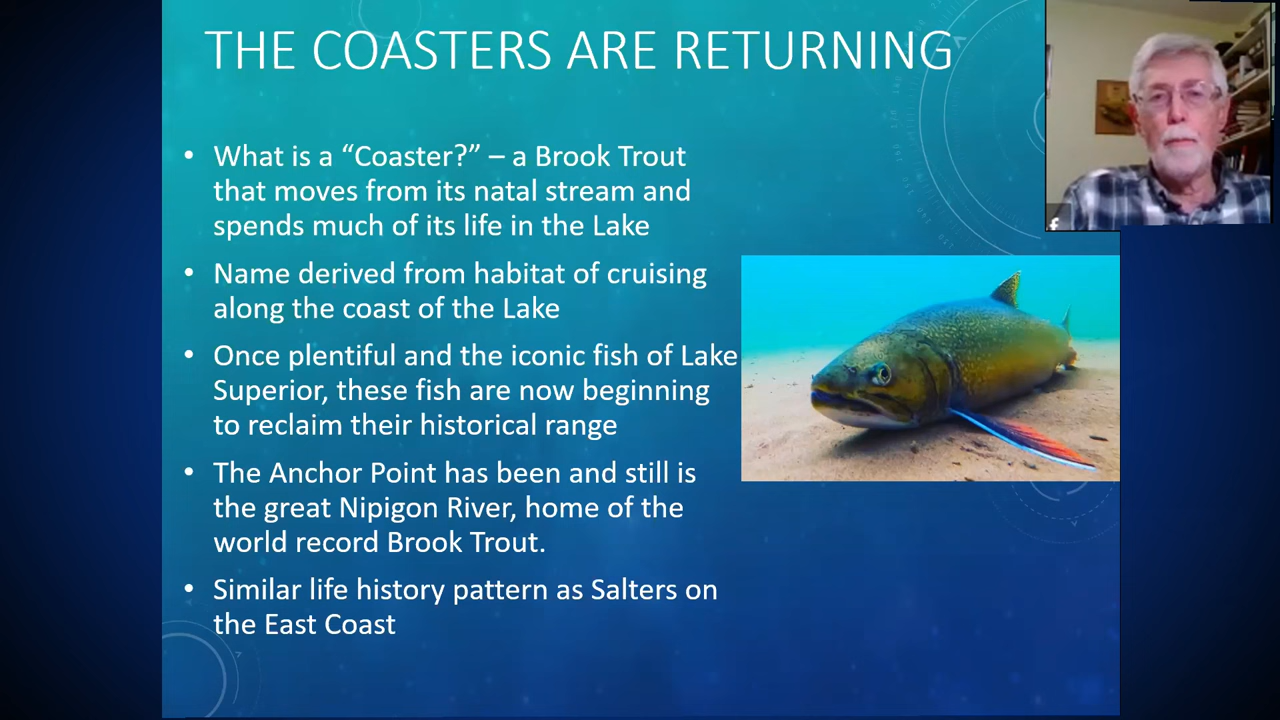 THE COASTERS ARE RETURNING
• What is a “Coaster?” – a Brook Trout
that moves from its natal stream and
spends much of its life in the Lake
• Name derived from habitat of cruising
along the coast of the Lake
• Once plentiful and the iconic fish of Lake
Superior, these fish are now beginning
to reclaim their historical range
• The Anchor Point has been and still is
the great Nipigon River, home of the
world record Brook Trout.
• Similar life history pattern as Salters on
the East Coast